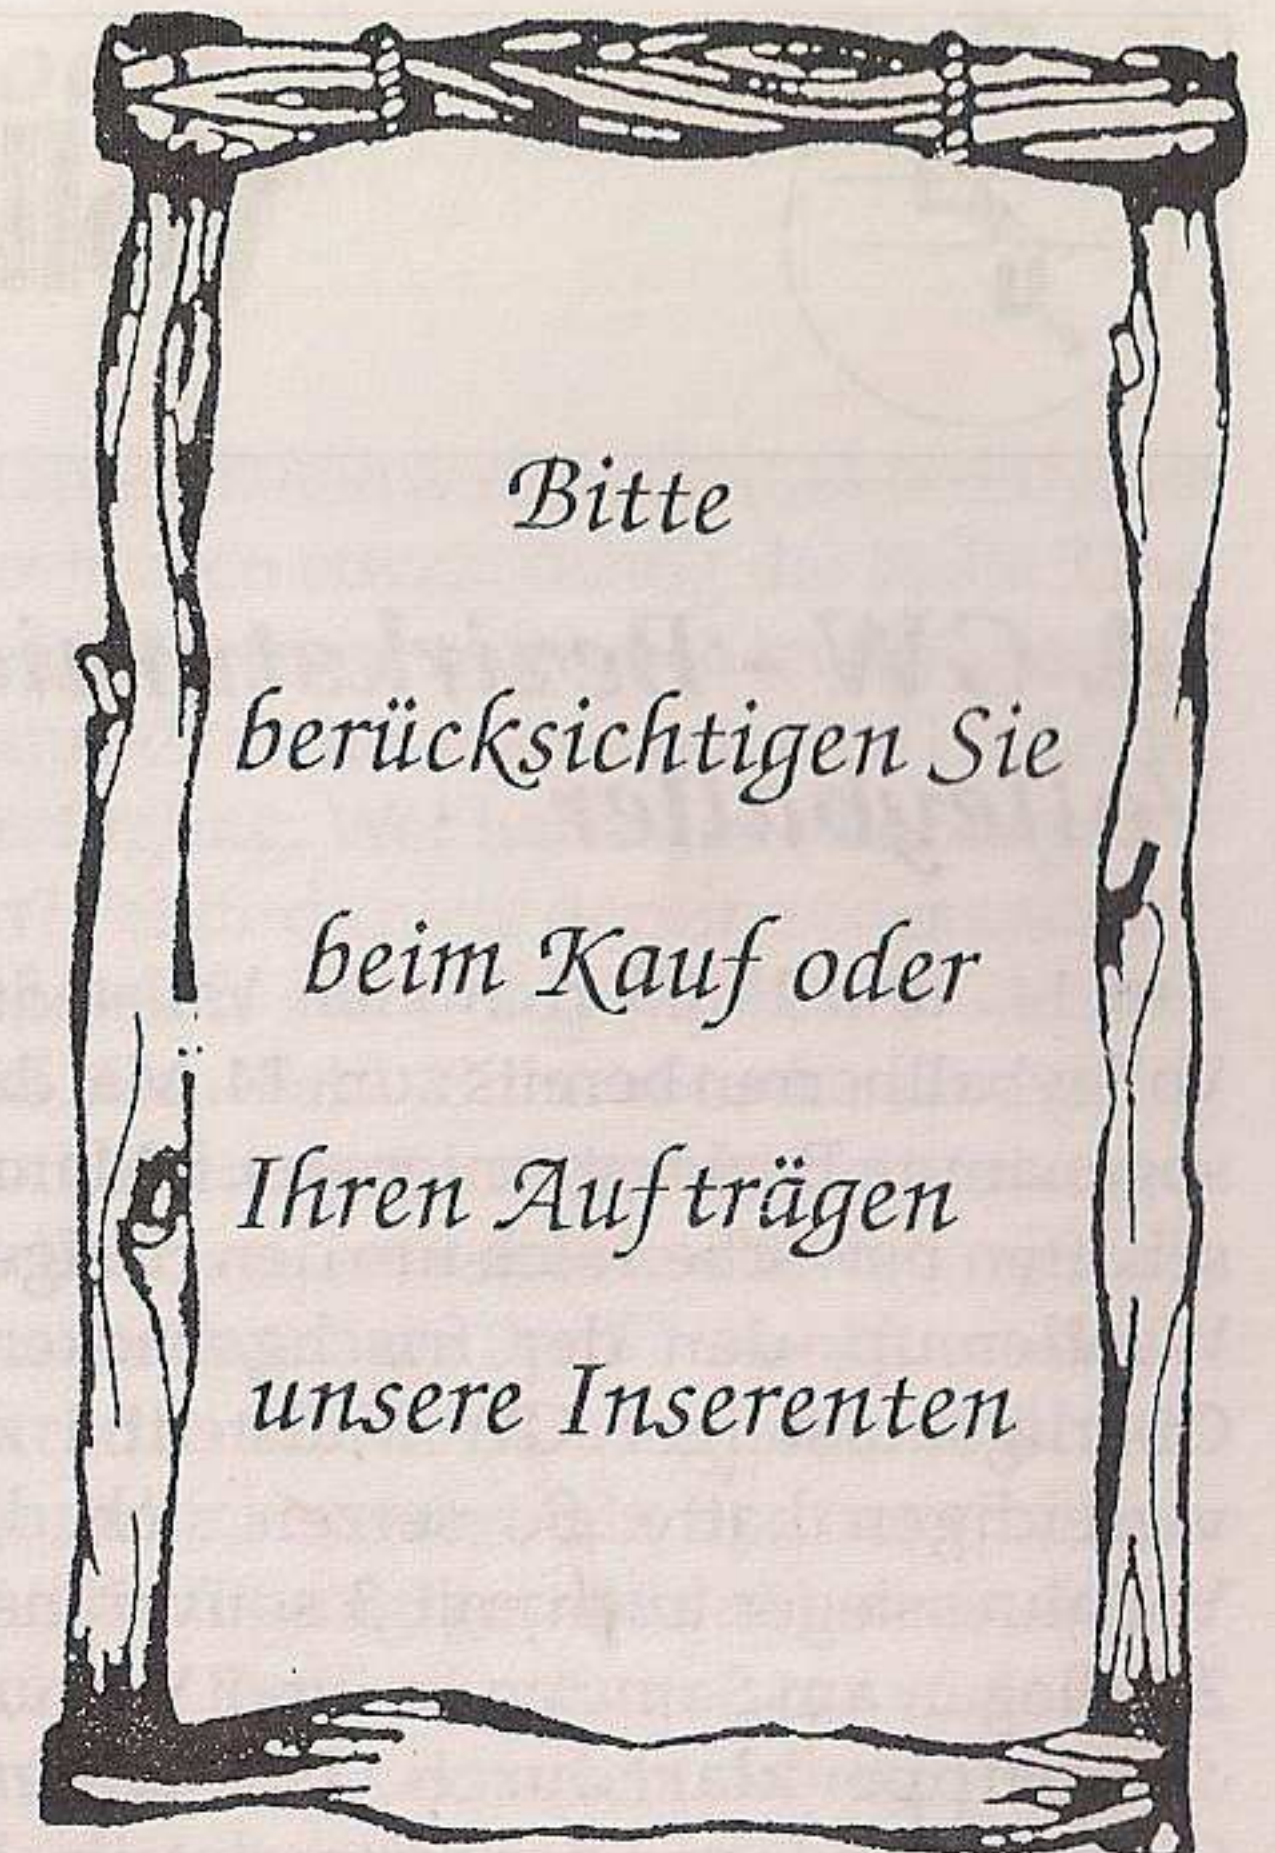 Bitte
berücksichtigen Sie
beim Kauf oder
Ihren Aufträgen
unsere Inserenten